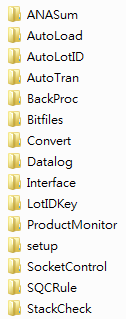 ANASum
AutoLoad
AutoLotID
AutoTran
BackProc
Bitfiles
Convert
Datalog
Interface
LotIDKey
ProductMonitor
setup
SocketControl
SQCRule
StackCheck